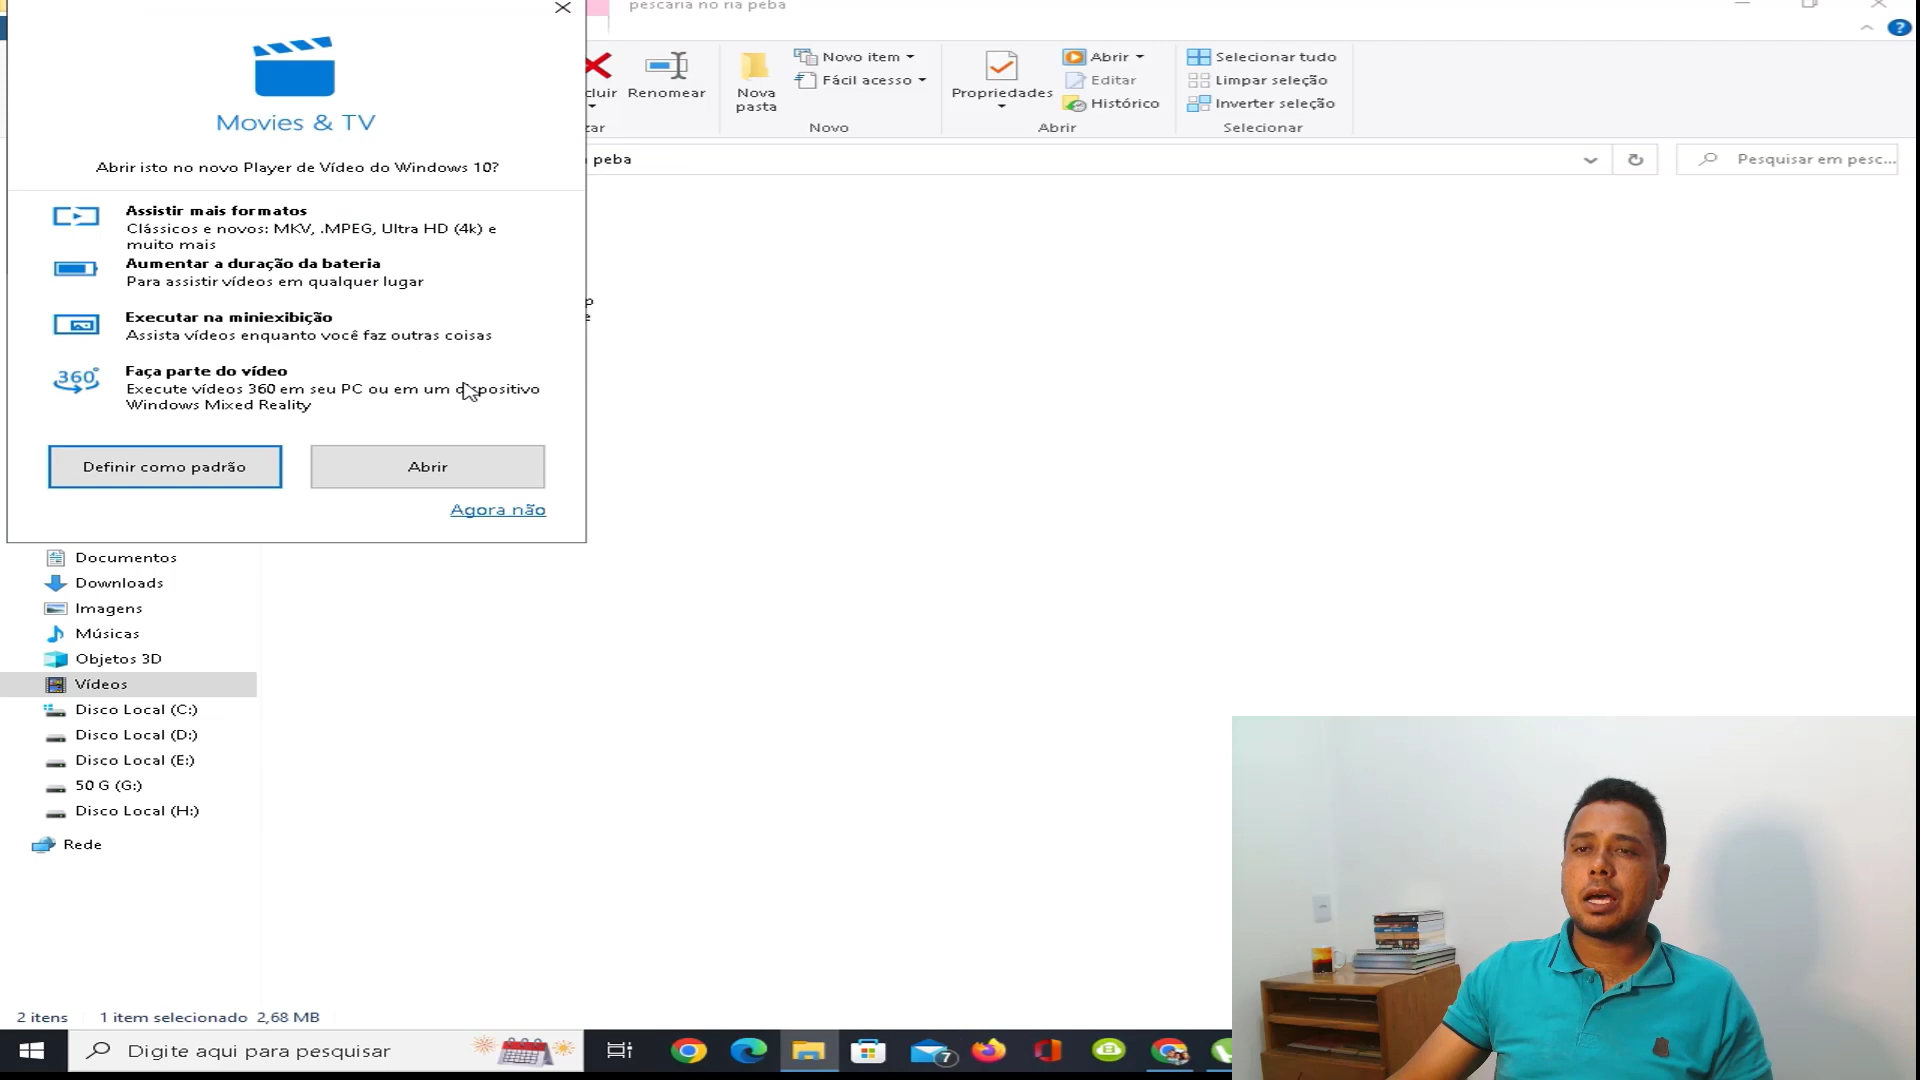 pescaria no ria peba
Movies & TV
Abrir isto no novo Player de Vídeo do Windows 10?
Assistir mais formatos
Clássicos e novos: MKV, .MPEG, Ultra HD (4k) e
muito mais
Aumentar a duração da bateria
Para assistir vídeos em qualquer lugar
Executar na miniexibição
Assista vídeos enquanto você faz outras coisas
360°
Faça parte do vídeo
Execute vídeos 360 em seu PC ou em um dispositivo
Windows Mixed Reality
Definir como padrão
Abrir
Agora não
cluir
Renomear
Nova
pasta
Novo item
Fácil acesso
Novo
Propriedades
Abrir
Editar
Histórico
Abrir
Selecionar tudo
Limpar seleção
Inverter seleção
Selecionar
zar
peba
Pesquisar em pesc...
p
e
Documentos
Downloads
Imagens
Músicas
Objetos 3D
Vídeos
Disco Local (C:)
Disco Local (D:)
Disco Local (E:)
50 G (G:)
Disco Local (H:)
Rede
2 itens
1 item selecionado 2,68 MB
Digite aqui para pesquisar
7